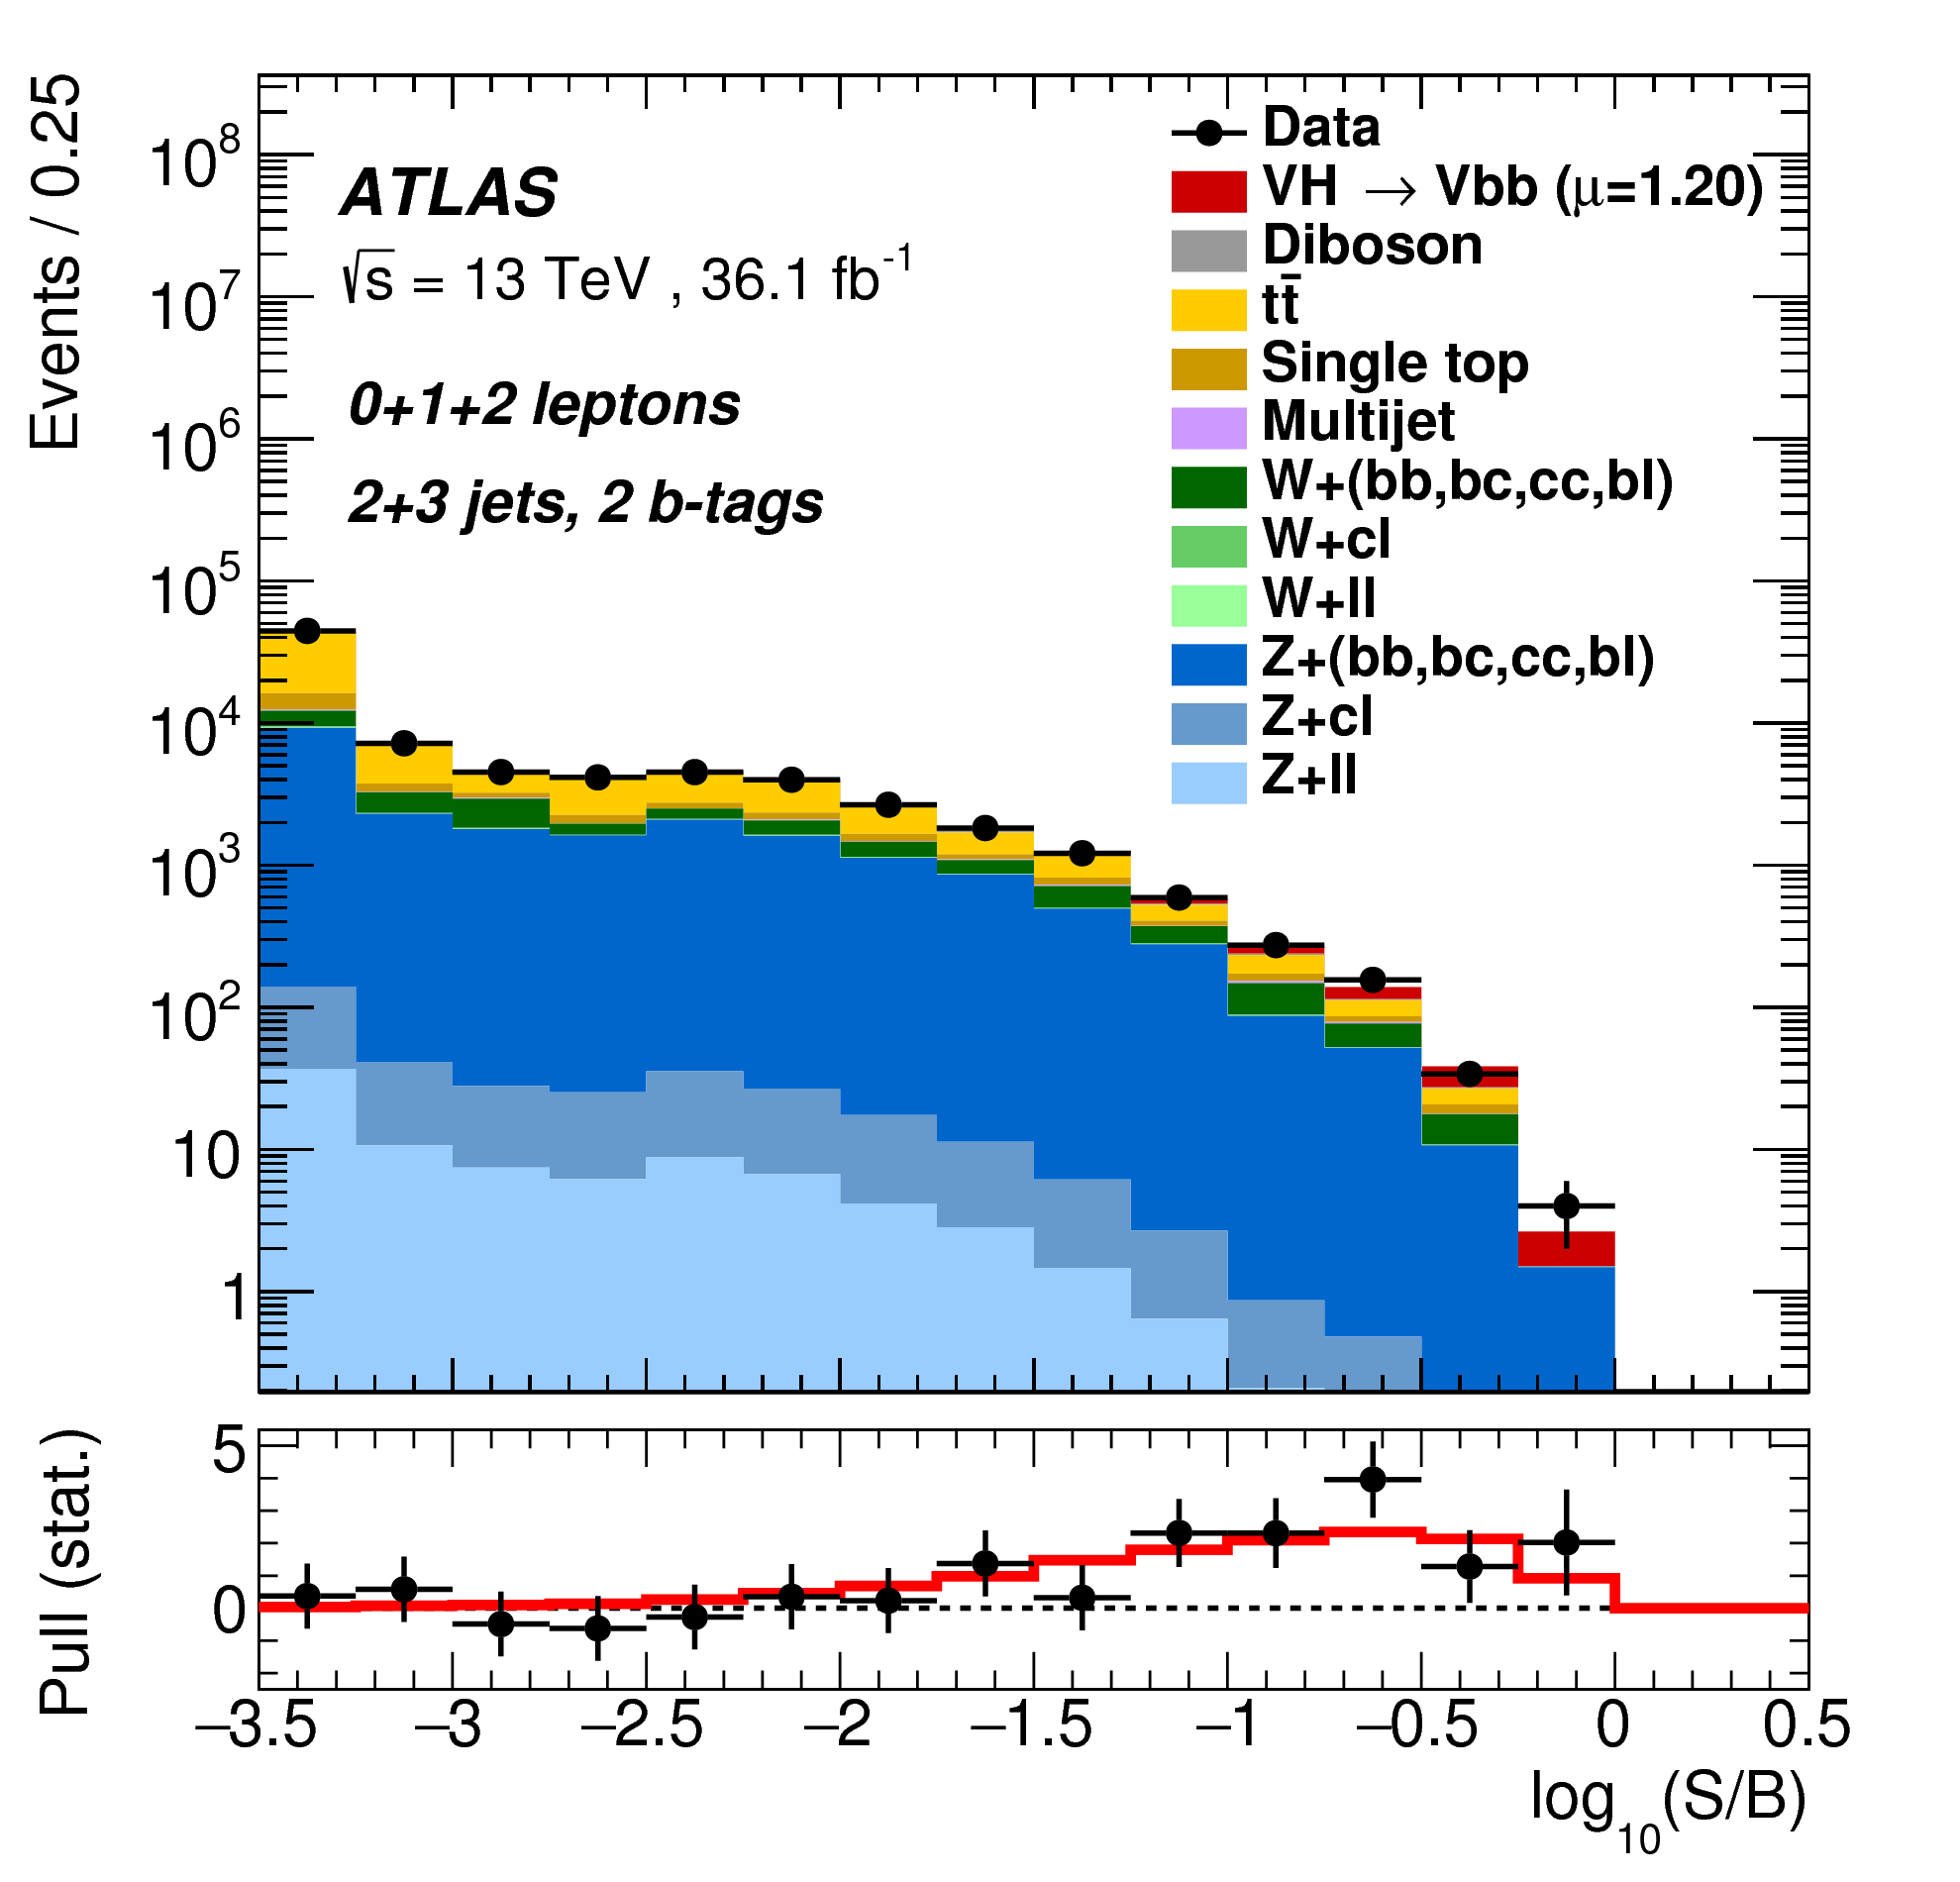 Events / 0.25
10⁸
10⁷
10⁶
10⁵
10⁴
10³
10²
10
1
ATLAS
√s = 13 TeV , 36.1 fb⁻¹
0+1+2 leptons
2+3 jets, 2 b-tags
Data
VH → Vbb (μ=1.20)
Diboson
tt̄
Single top
Multijet
W+(bb,bc,cc,bl)
W+cl
W+ll
Z+(bb,bc,cc,bl)
Z+cl
Z+ll
Pull (stat.)
5
0
−3.5 −3 −2.5 −2 −1.5 −1 −0.5 0 0.5
log₁₀(S/B)